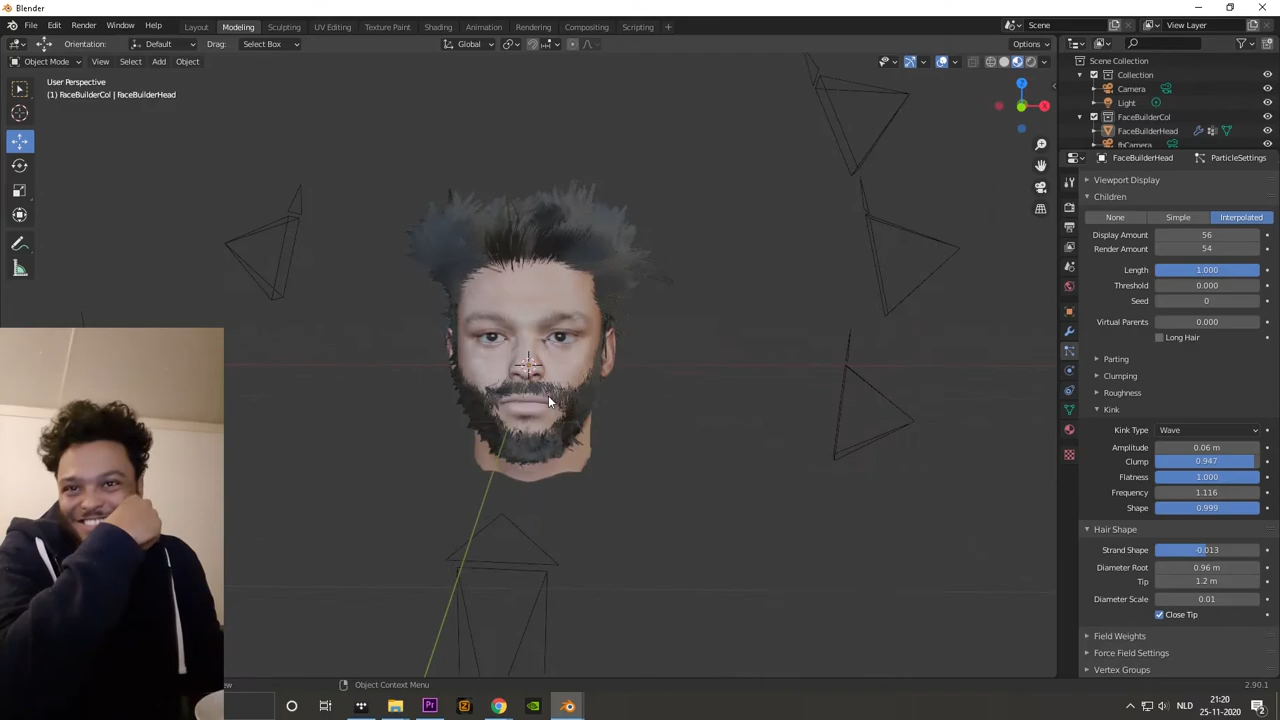 Blender
File Edit Render Window Help
Layout Modeling Sculpting UV Editing Texture Paint Shading Animation Rendering Compositing Scripting +
Scene
View Layer
Orientation: Default Drag: Select Box
Global
Options
Object Mode View Select Add Object
User Perspective
(1) FaceBuilderCol | FaceBuilderHead
X
Z
Scene Collection
Collection
Camera
Light
FaceBuilderCol
FaceBuilderHead
fbCamera
FaceBuilderHead ParticleSettings
Viewport Display
Children
None Simple Interpolated
Display Amount 56
Render Amount 54
Length 1.000
Threshold 0.000
Seed 0
Virtual Parents 0.000
Long Hair
Parting
Clumping
Roughness
Kink
Kink Type Wave
Amplitude 0.06 m
Clump 0.947
Flatness 1.000
Frequency 1.116
Shape 0.999
Hair Shape
Strand Shape -0.013
Diameter Root 0.96 m
Tip 1.2 m
Diameter Scale 0.01
Close Tip
Field Weights
Force Field Settings
Vertex Groups
Object Context Menu
2.90.1
Pr
NLD
21:20
25-11-2020
2